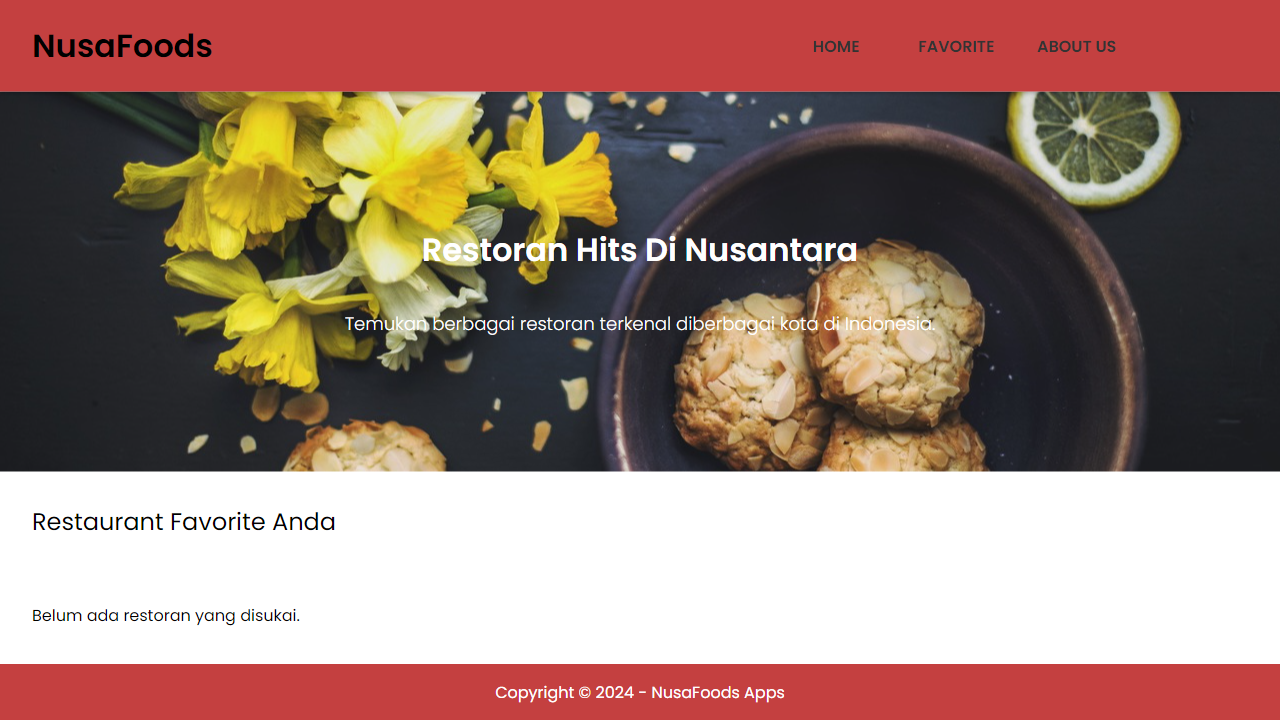 NusaFoods
HOME FAVORITE ABOUT US
Restoran Hits Di Nusantara
Temukan berbagai restoran terkenal diberbagai kota di Indonesia.
Restaurant Favorite Anda
Belum ada restoran yang disukai.
Copyright © 2024 - NusaFoods Apps